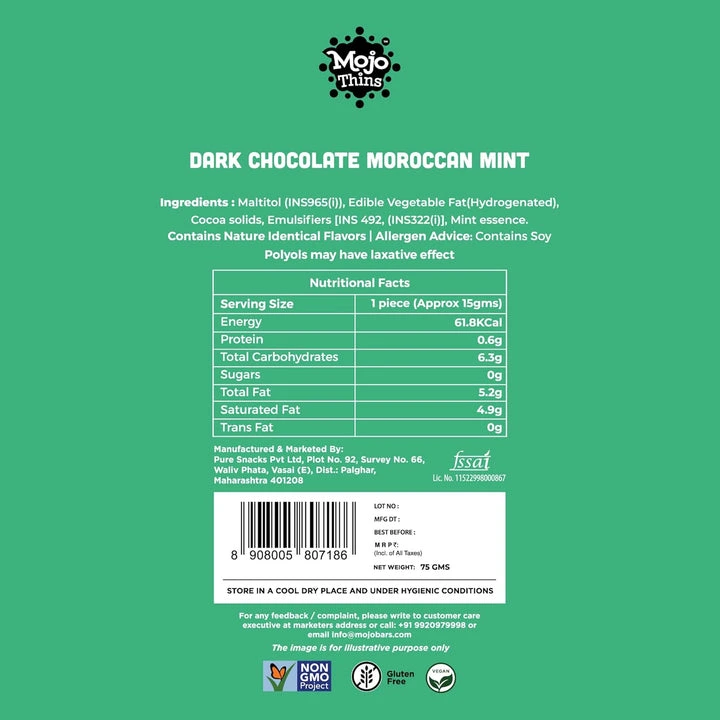 Mojo™
Thins
DARK CHOCOLATE MOROCCAN MINT
Ingredients : Maltitol (INS965(i)), Edible Vegetable Fat(Hydrogenated),
Cocoa solids, Emulsifiers [INS 492, (INS322(i)], Mint essence.
Contains Nature Identical Flavors | Allergen Advice: Contains Soy
Polyols may have laxative effect
Nutritional Facts
Serving Size 1 piece (Approx 15gms)
Energy 61.8KCal
Protein 0.6g
Total Carbohydrates 6.3g
Sugars 0g
Total Fat 5.2g
Saturated Fat 4.9g
Trans Fat 0g
Manufactured & Marketed By:
Pure Snacks Pvt Ltd, Plot No. 92, Survey No. 66,
Waliv Phata, Vasai (E), Dist.: Palghar,
Maharashtra 401208
fssai
Lic. No. 11522998000867
8 908005 807186
LOT NO :
MFG DT :
BEST BEFORE :
M R P ₹:
(Incl. of All Taxes)
NET WEIGHT: 75 GMS
STORE IN A COOL DRY PLACE AND UNDER HYGIENIC CONDITIONS
For any feedback / complaint, please write to customer care
executive at marketers address or call: +91 9920979998 or
email info@mojobars.com
The image is for illustrative purpose only
NON
GMO
Project
Gluten
Free
VEGAN